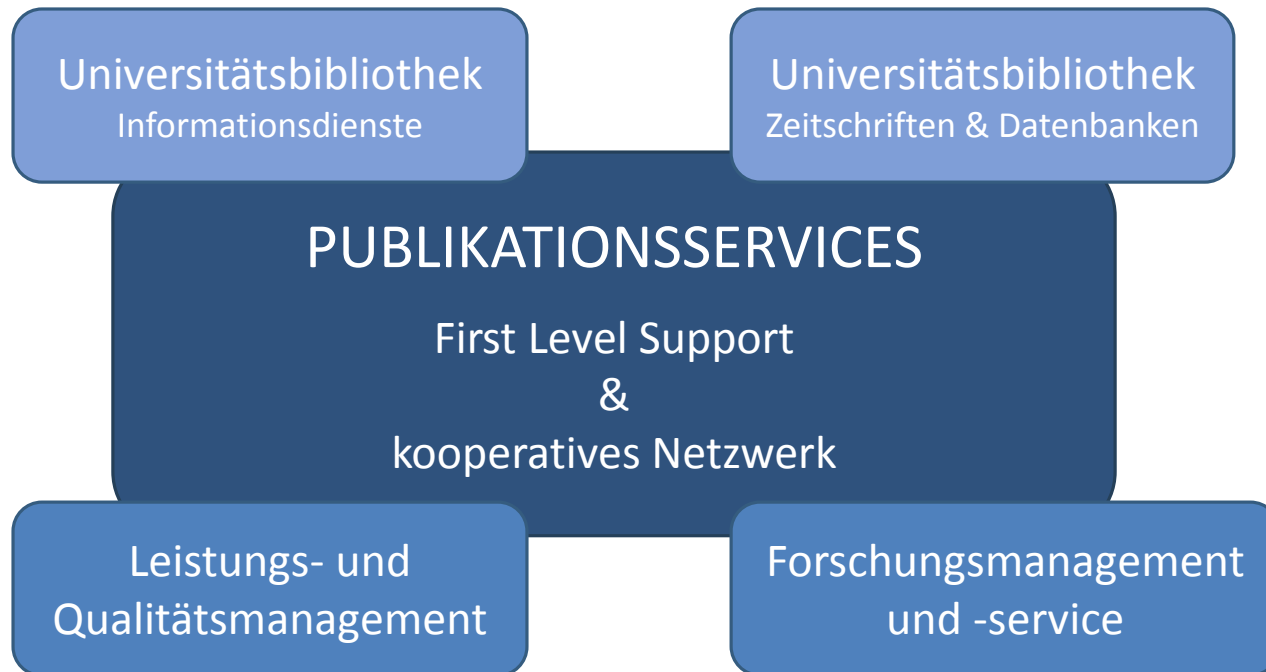 Universitätsbibliothek
Informationsdienste
Universitätsbibliothek
Zeitschriften & Datenbanken
PUBLIKATIONSSERVICES
First Level Support
&
kooperatives Netzwerk
Leistungs- und
Qualitätsmanagement
Forschungsmanagement
und -service